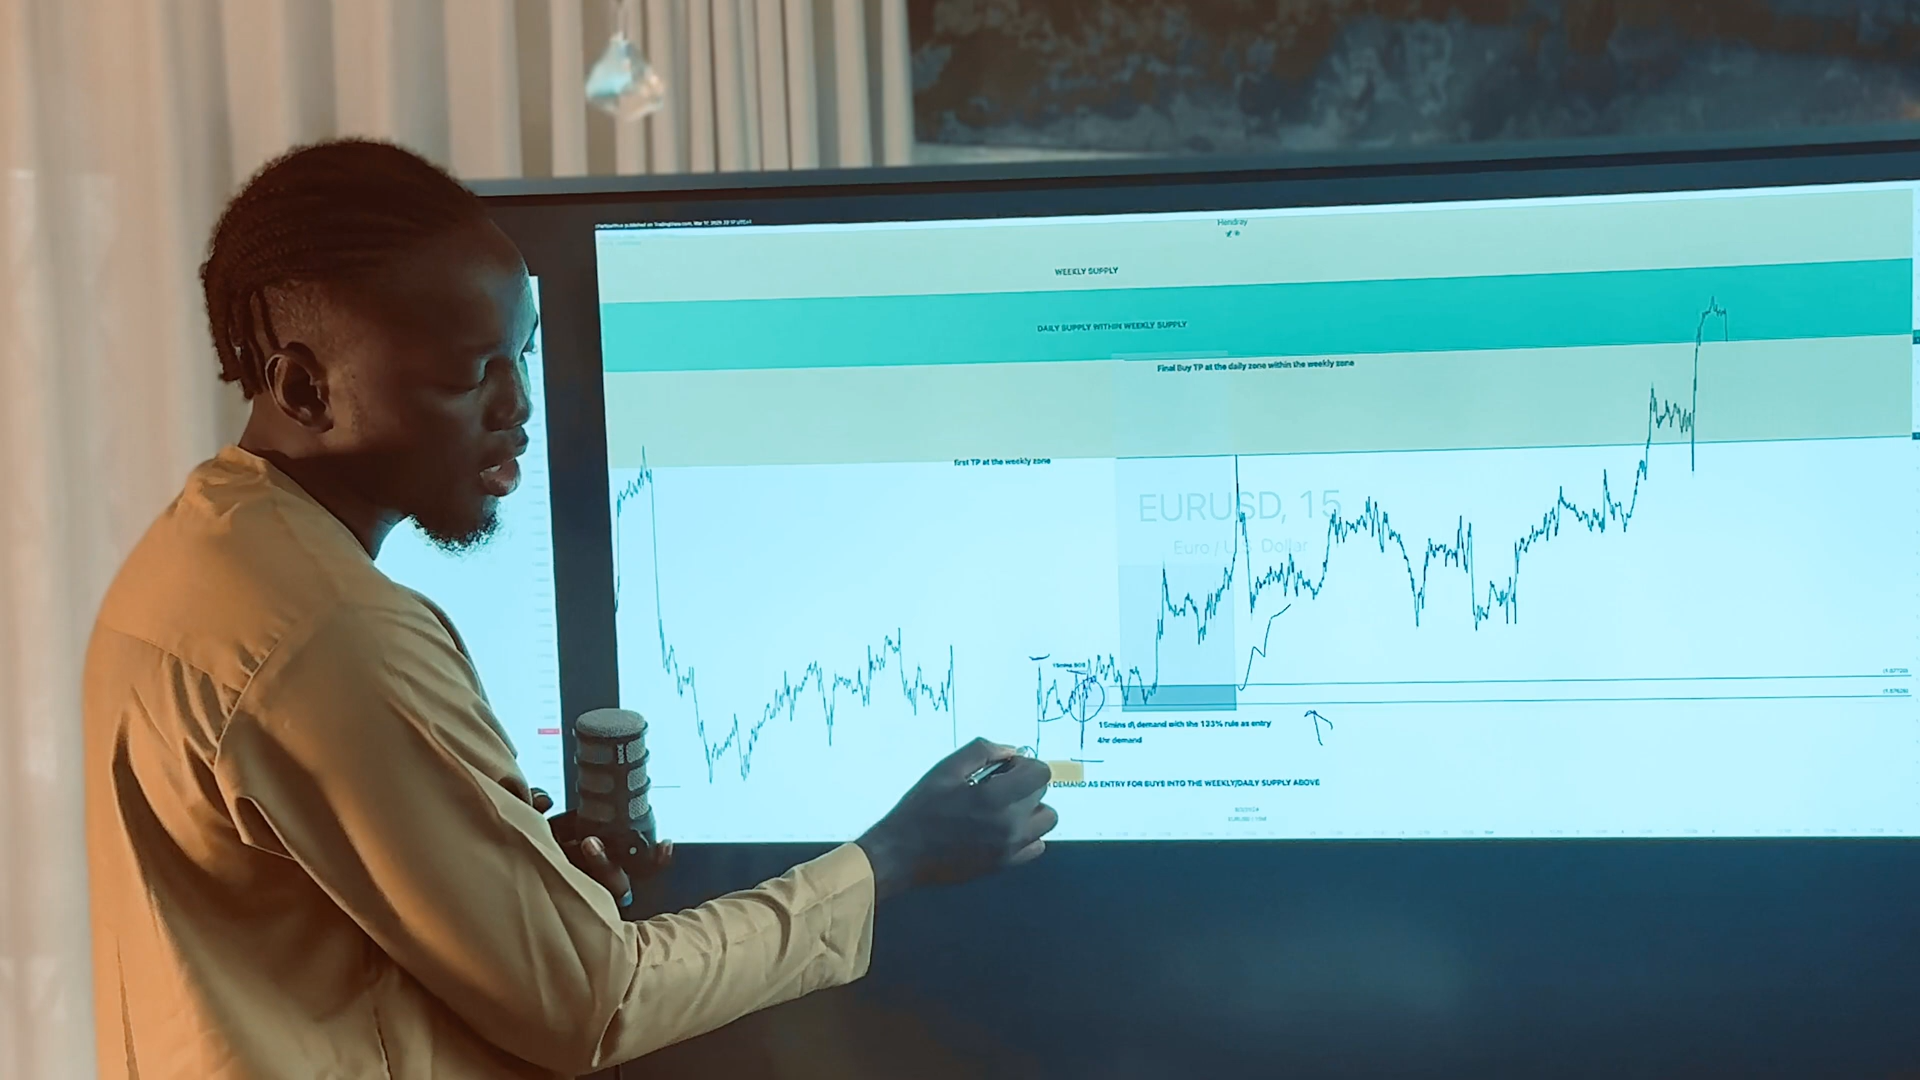 Hendray
WEEKLY SUPPLY
DAILY SUPPLY WITHIN WEEKLY SUPPLY
Final Buy TP at the daily zone within the weekly zone
first TP at the weekly zone
EURUSD, 15
Euro / U.S. Dollar
15mins BOS
15mins d\ demand with the 123% rule as entry
4hr demand
DEMAND AS ENTRY FOR BUYS INTO THE WEEKLY/DAILY SUPPLY ABOVE
RODE